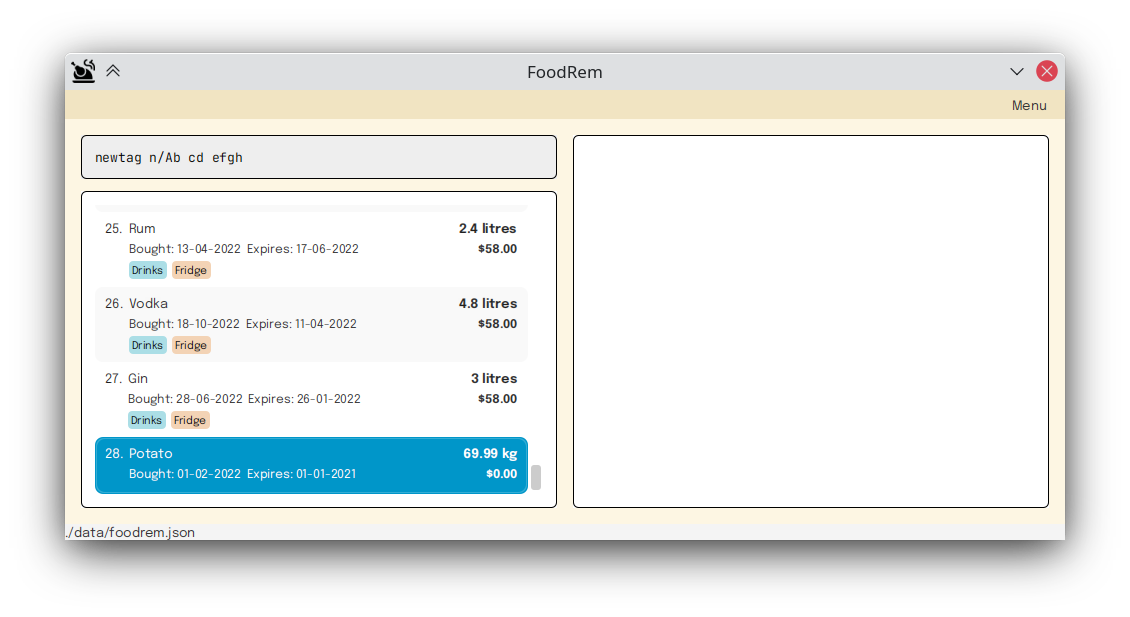 FoodRem
Menu
newtag n/Ab cd efgh
25. Rum 2.4 litres
Bought: 13-04-2022 Expires: 17-06-2022 $58.00
Drinks Fridge
26. Vodka 4.8 litres
Bought: 18-10-2022 Expires: 11-04-2022 $58.00
Drinks Fridge
27. Gin 3 litres
Bought: 28-06-2022 Expires: 26-01-2022 $58.00
Drinks Fridge
28. Potato 69.99 kg
Bought: 01-02-2022 Expires: 01-01-2021 $0.00
./data/foodrem.json